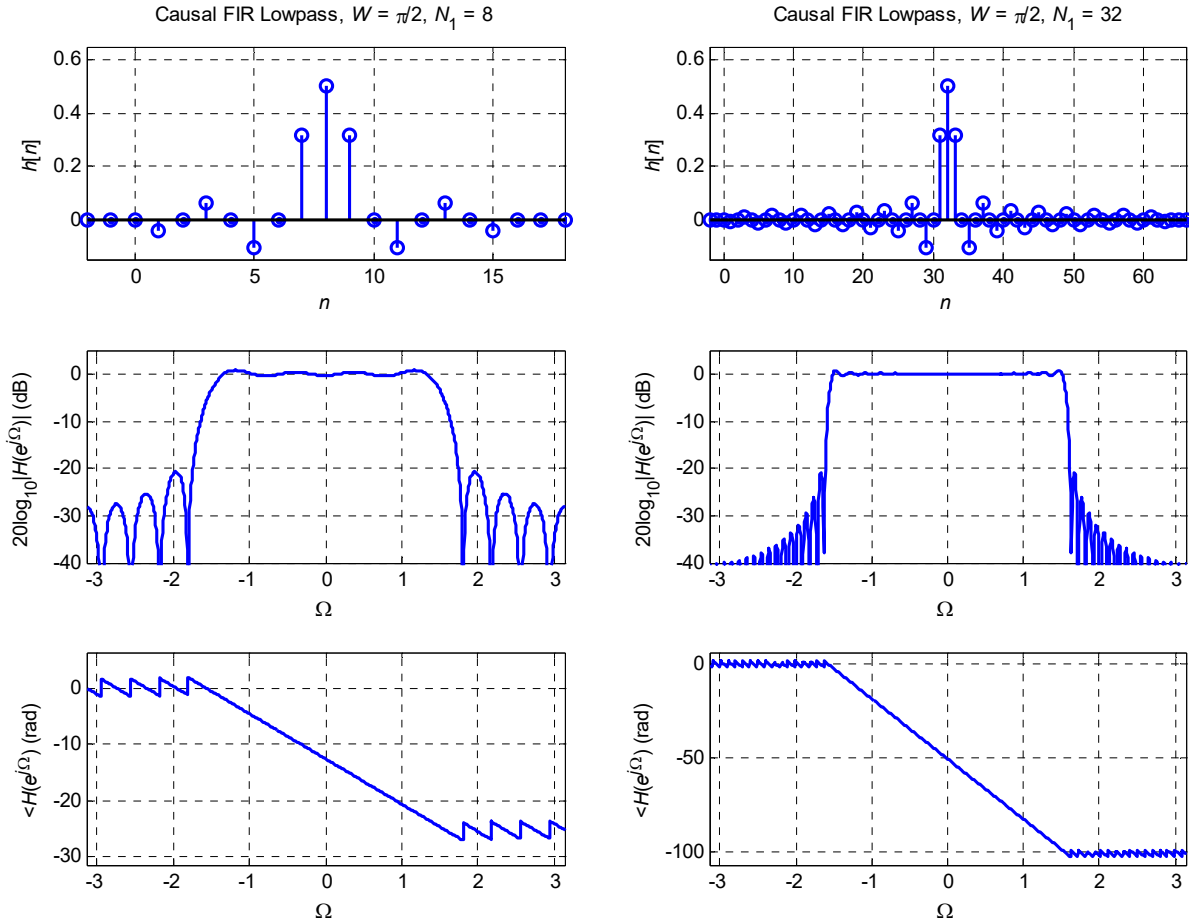 Causal FIR Lowpass, W = π/2, N₁ = 8
0.6
0.4
0.2
0
h[n]
0 5 10 15
n
0
-10
-20
-30
-40
20log₁₀|H(e^jΩ)| (dB)
-3 -2 -1 0 1 2 3
Ω
0
-10
-20
-30
<H(e^jΩ) (rad)
-3 -2 -1 0 1 2 3
Ω
Causal FIR Lowpass, W = π/2, N₁ = 32
0.6
0.4
0.2
0
h[n]
0 10 20 30 40 50 60
n
0
-10
-20
-30
-40
20log₁₀|H(e^jΩ)| (dB)
-3 -2 -1 0 1 2 3
Ω
0
-50
-100
<H(e^jΩ) (rad)
-3 -2 -1 0 1 2 3
Ω